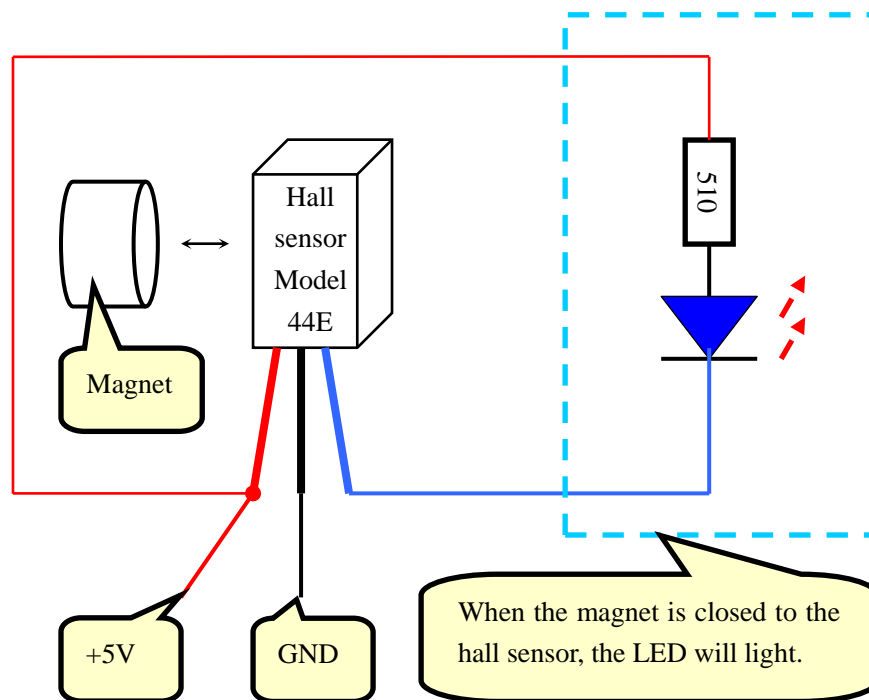 Hall
sensor
Model
44E
510
Magnet
+5V
GND
When the magnet is closed to the
hall sensor, the LED will light.